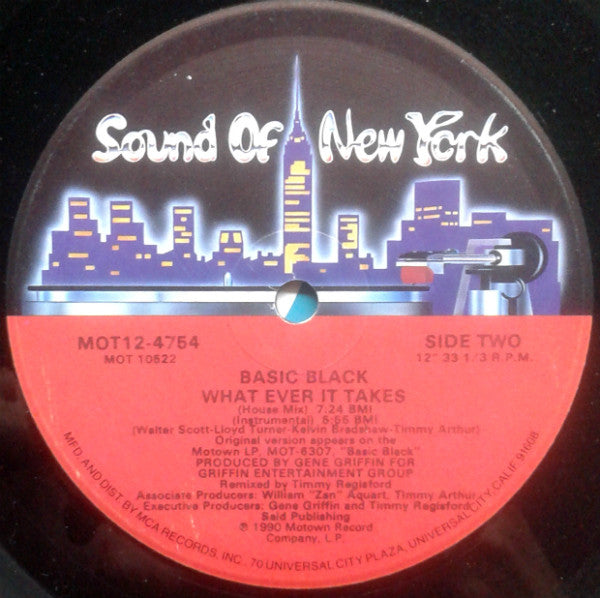 Sound Of New York
MOT12-4754
MOT 10522
SIDE TWO
12" 33 1/3 R.P.M.
BASIC BLACK
WHAT EVER IT TAKES
(House Mix) 7:24 BMI
(Instrumental) 5:55 BMI
(Walter Scott-Lloyd Turner-Kelvin Bradshaw-Timmy Arthur)
Original version appears on the
Motown LP, MOT-6307, "Basic Black"
PRODUCED BY GENE GRIFFIN FOR
GRIFFIN ENTERTAINMENT GROUP
Remixed by Timmy Regisford
Associate Producers: William "Zan" Aquart, Timmy Arthur
Executive Producers: Gene Griffin and Timmy Regisford
Said Publishing
℗ 1990 Motown Record
Company, L.P.
MFD. AND DIST. BY MCA RECORDS, INC., 70 UNIVERSAL CITY PLAZA, UNIVERSAL CITY, CALIF. 91608